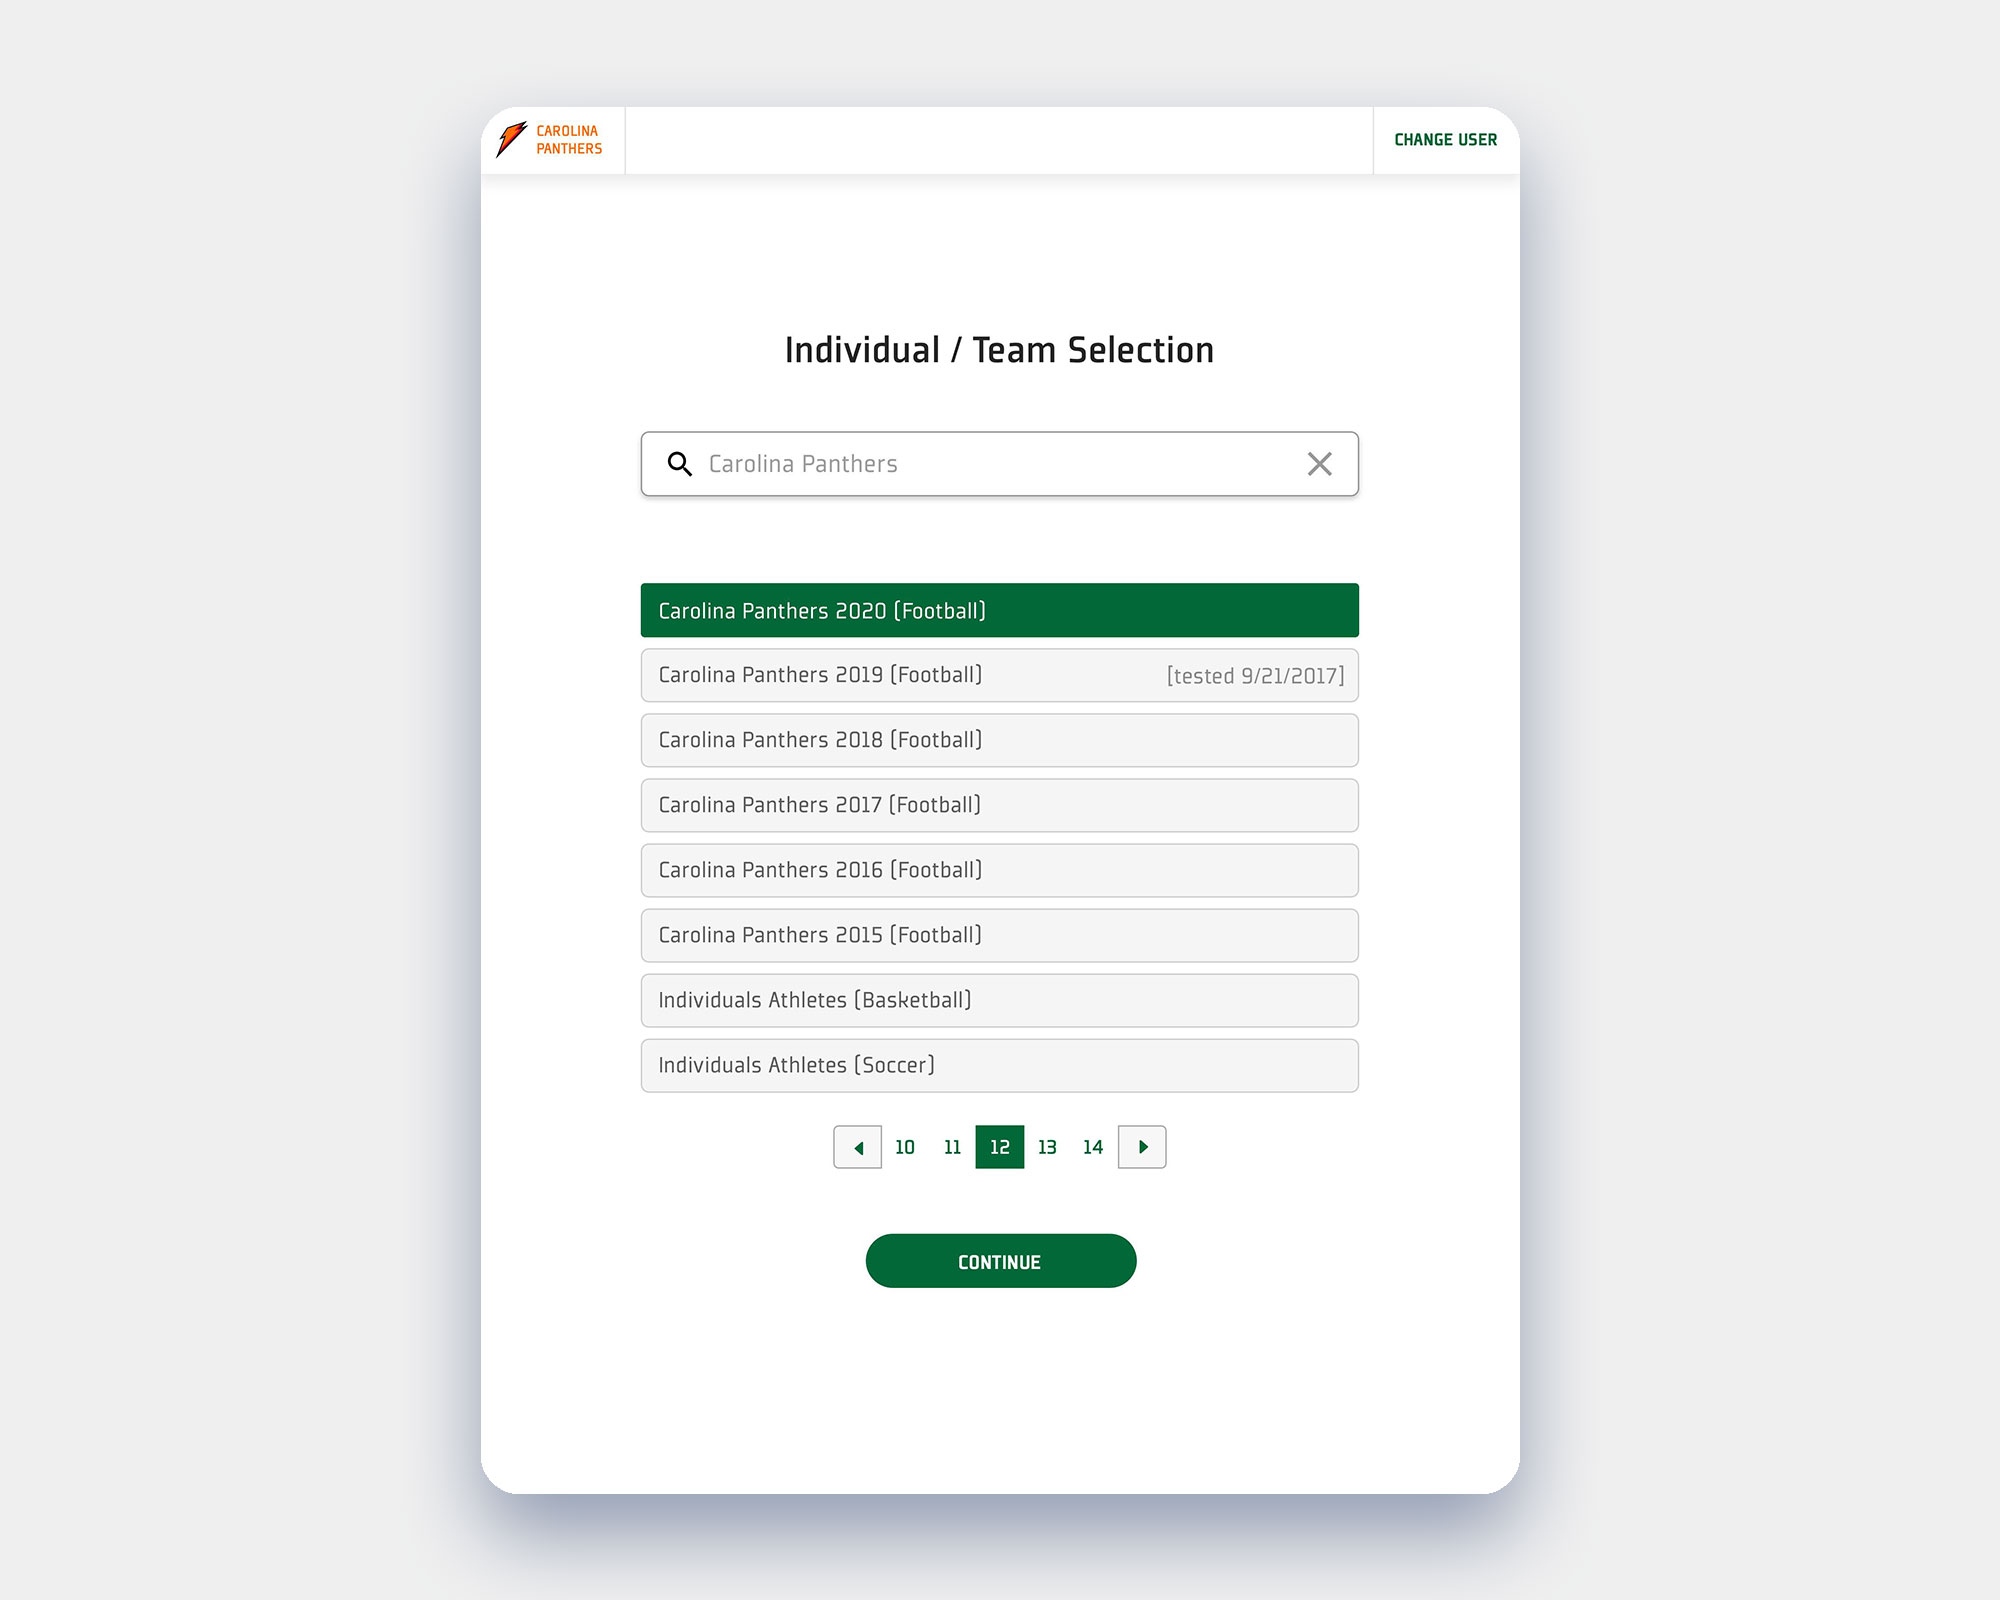 CAROLINA
PANTHERS
CHANGE USER
Individual / Team Selection
Carolina Panthers
Carolina Panthers 2020 (Football)
Carolina Panthers 2019 (Football) [tested 9/21/2017]
Carolina Panthers 2018 (Football)
Carolina Panthers 2017 (Football)
Carolina Panthers 2016 (Football)
Carolina Panthers 2015 (Football)
Individuals Athletes (Basketball)
Individuals Athletes (Soccer)
10 11 12 13 14
CONTINUE